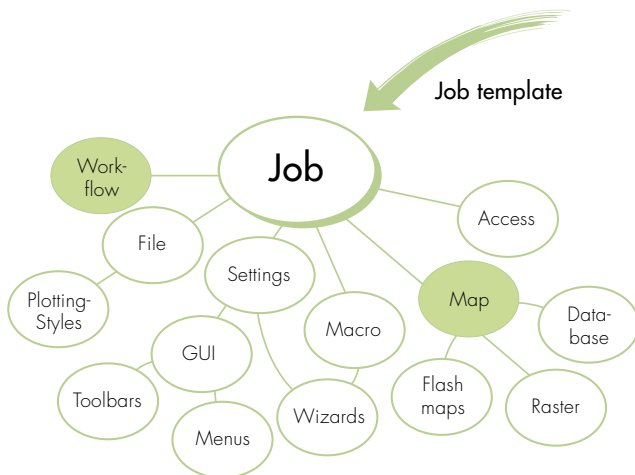 Job template
Job
Work-
flow
File
Access
Settings
Plotting-
Styles
Map
Data-
base
Macro
GUI
Toolbars
Flash
maps
Raster
Wizards
Menus